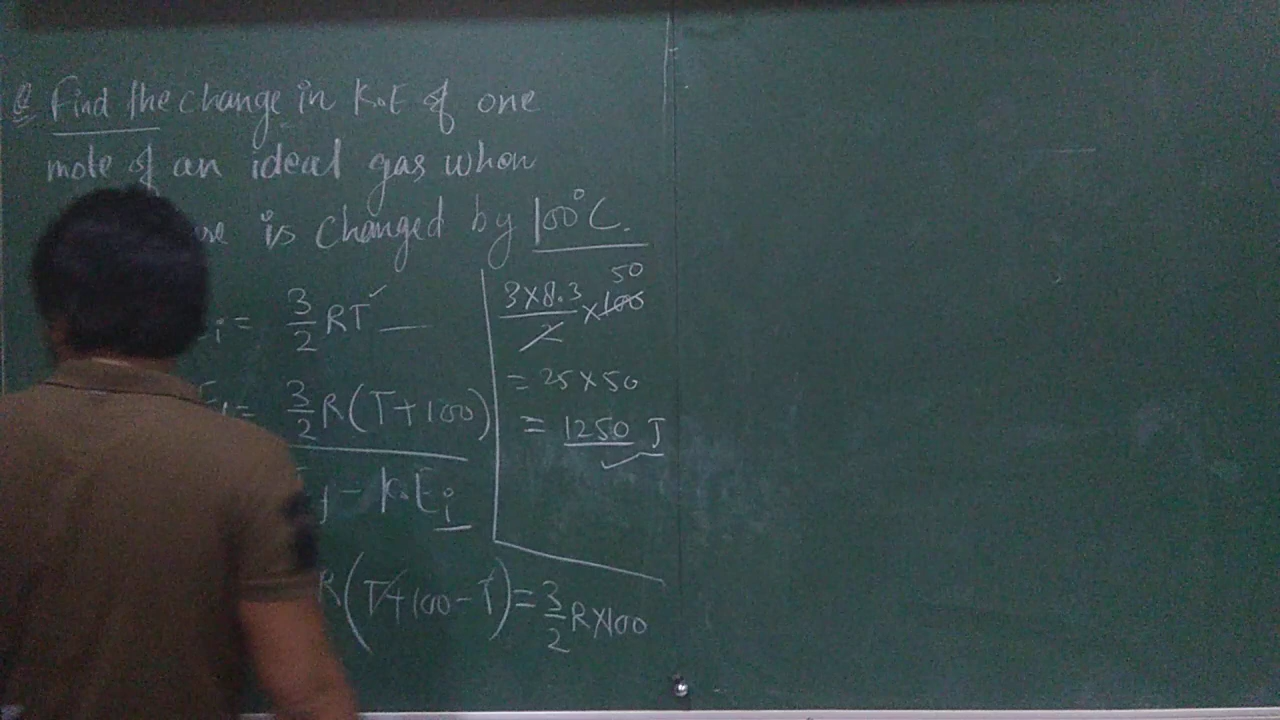 Q Find the change in K.E of one
mole of an ideal gas when
is changed by 100°C.
i = 3/2 RT ✓ —
= 3/2 R(T+100)
- K.E i
R(T+100-T) = 3/2 R×100
3×8.3/2 × 100 50
= 25×50
= 1250 J